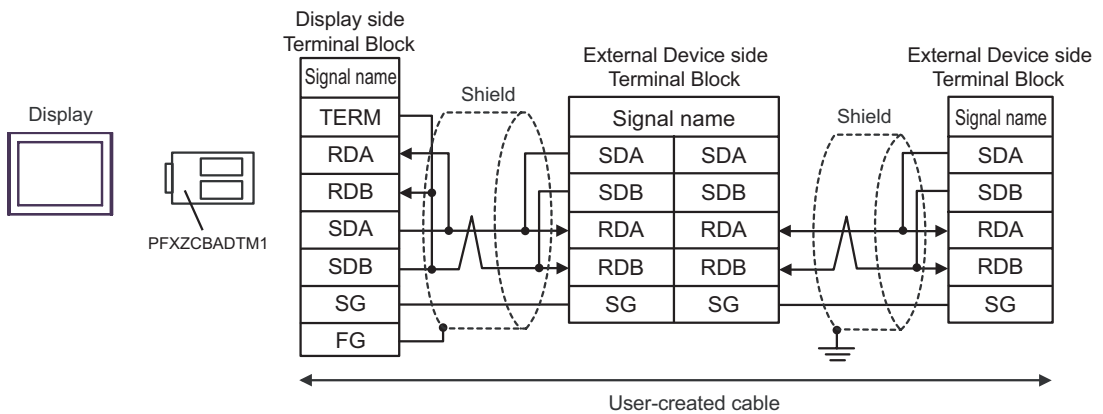 Display
PFXZCBADTM1
Display side
Terminal Block
Signal name
TERM
RDA
RDB
SDA
SDB
SG
FG
Shield
External Device side
Terminal Block
Signal name
SDA SDA
SDB SDB
RDA RDA
RDB RDB
SG SG
Shield
External Device side
Terminal Block
Signal name
SDA
SDB
RDA
RDB
SG
User-created cable